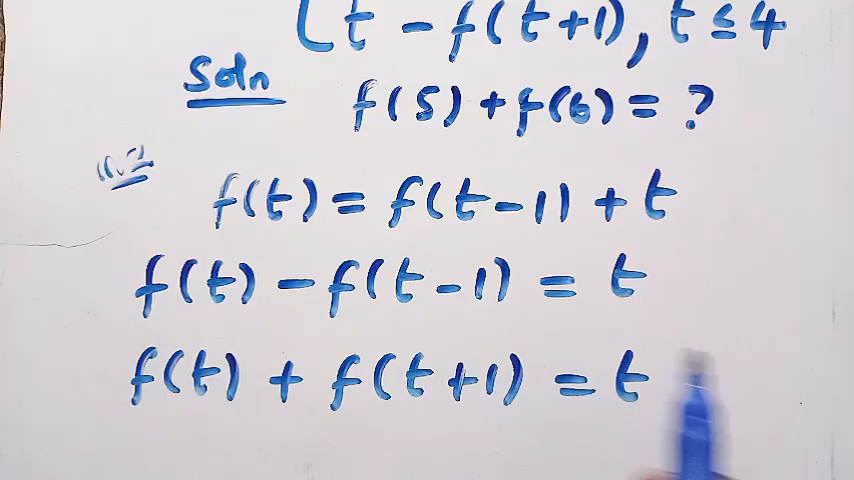 t - f(t+1), t ≤ 4
Soln
f(5) + f(6) = ?
f(t) = f(t-1) + t
f(t) - f(t-1) = t
f(t) + f(t+1) = t